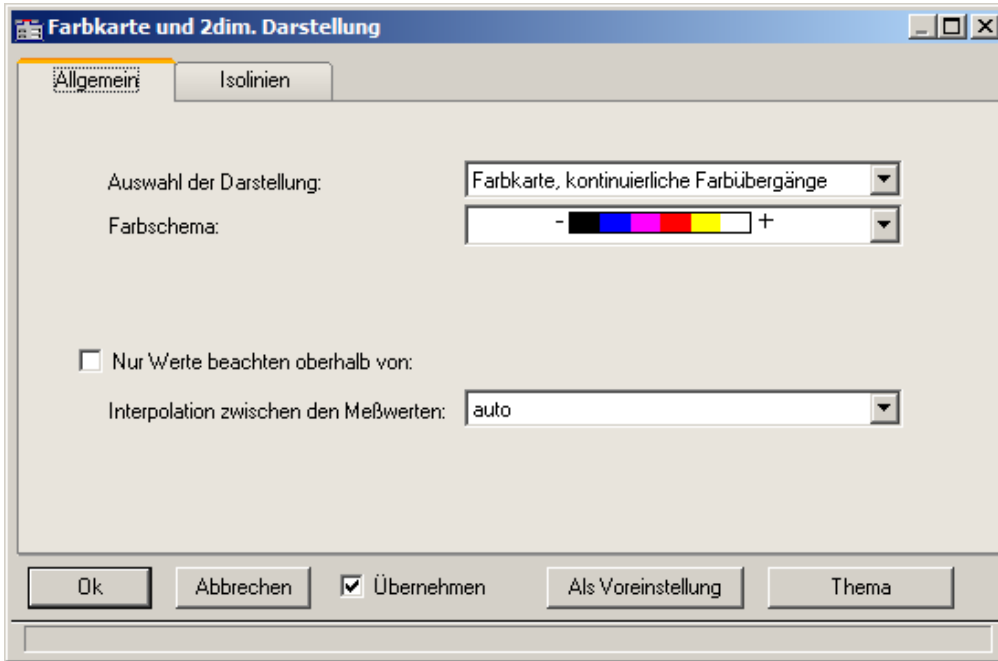 Farbkarte und 2dim. Darstellung
Allgemein Isolinien
Auswahl der Darstellung: Farbkarte, kontinuierliche Farbübergänge
Farbschema: - +
Nur Werte beachten oberhalb von:
Interpolation zwischen den Meßwerten: auto
Ok Abbrechen Übernehmen Als Voreinstellung Thema